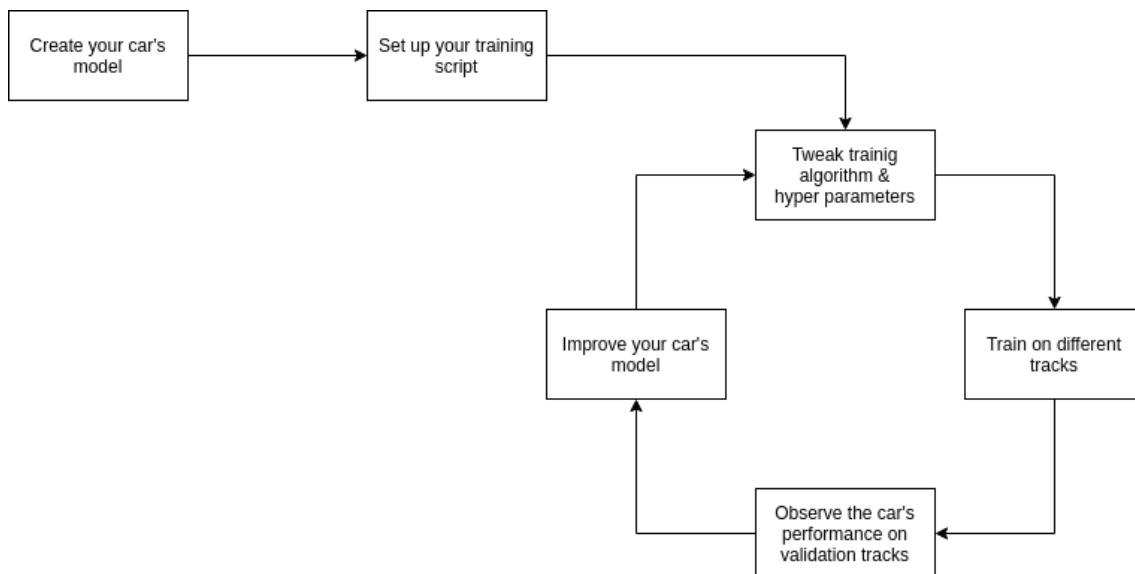 Create your car's
model
Set up your training
script
Tweak trainig
algorithm &
hyper parameters
Improve your car's
model
Train on different
tracks
Observe the car's
performance on
validation tracks